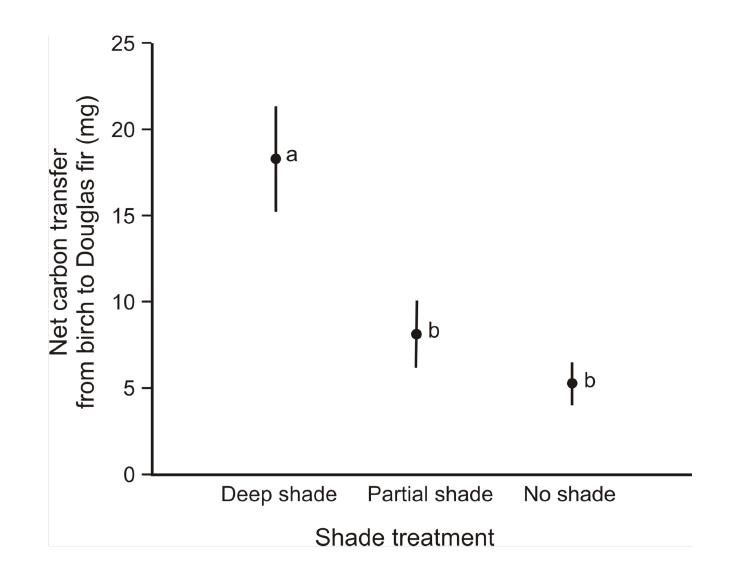 25
20
15
10
5
0
Net carbon transfer
from birch to Douglas fir (mg)
a
b
b
Deep shade Partial shade No shade
Shade treatment